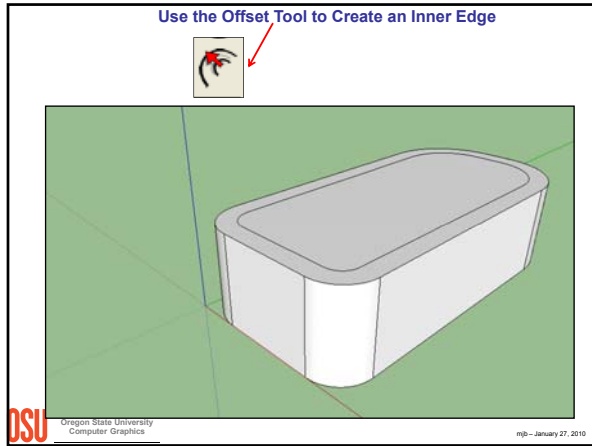 Use the Offset Tool to Create an Inner Edge
OSU
Oregon State University
Computer Graphics
mjb – January 27, 2010